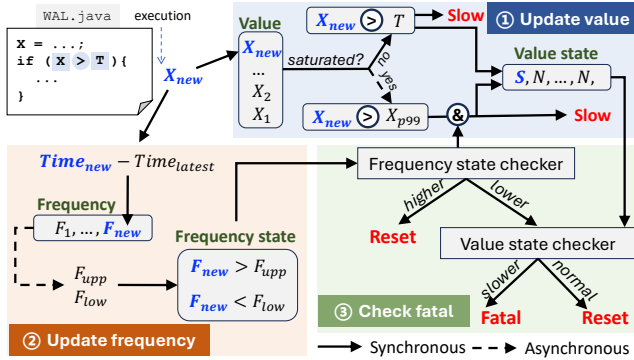 WAL.java
execution
X = ...;
if ( X > T){
...
}
X_new
Value
X_new
...
X_2
X_1
saturated?
no
yes
X_new > T
Slow
① Update value
Value state
S, N, ... , N,
X_new > X_p99
&
Slow
Time_new − Time_latest
Frequency
F_1, ... , F_new
F_upp
F_low
Frequency state
F_new > F_upp
F_new < F_low
② Update frequency
Frequency state checker
higher
lower
Reset
Value state checker
slower
normal
Fatal
Reset
③ Check fatal
Synchronous
Asynchronous